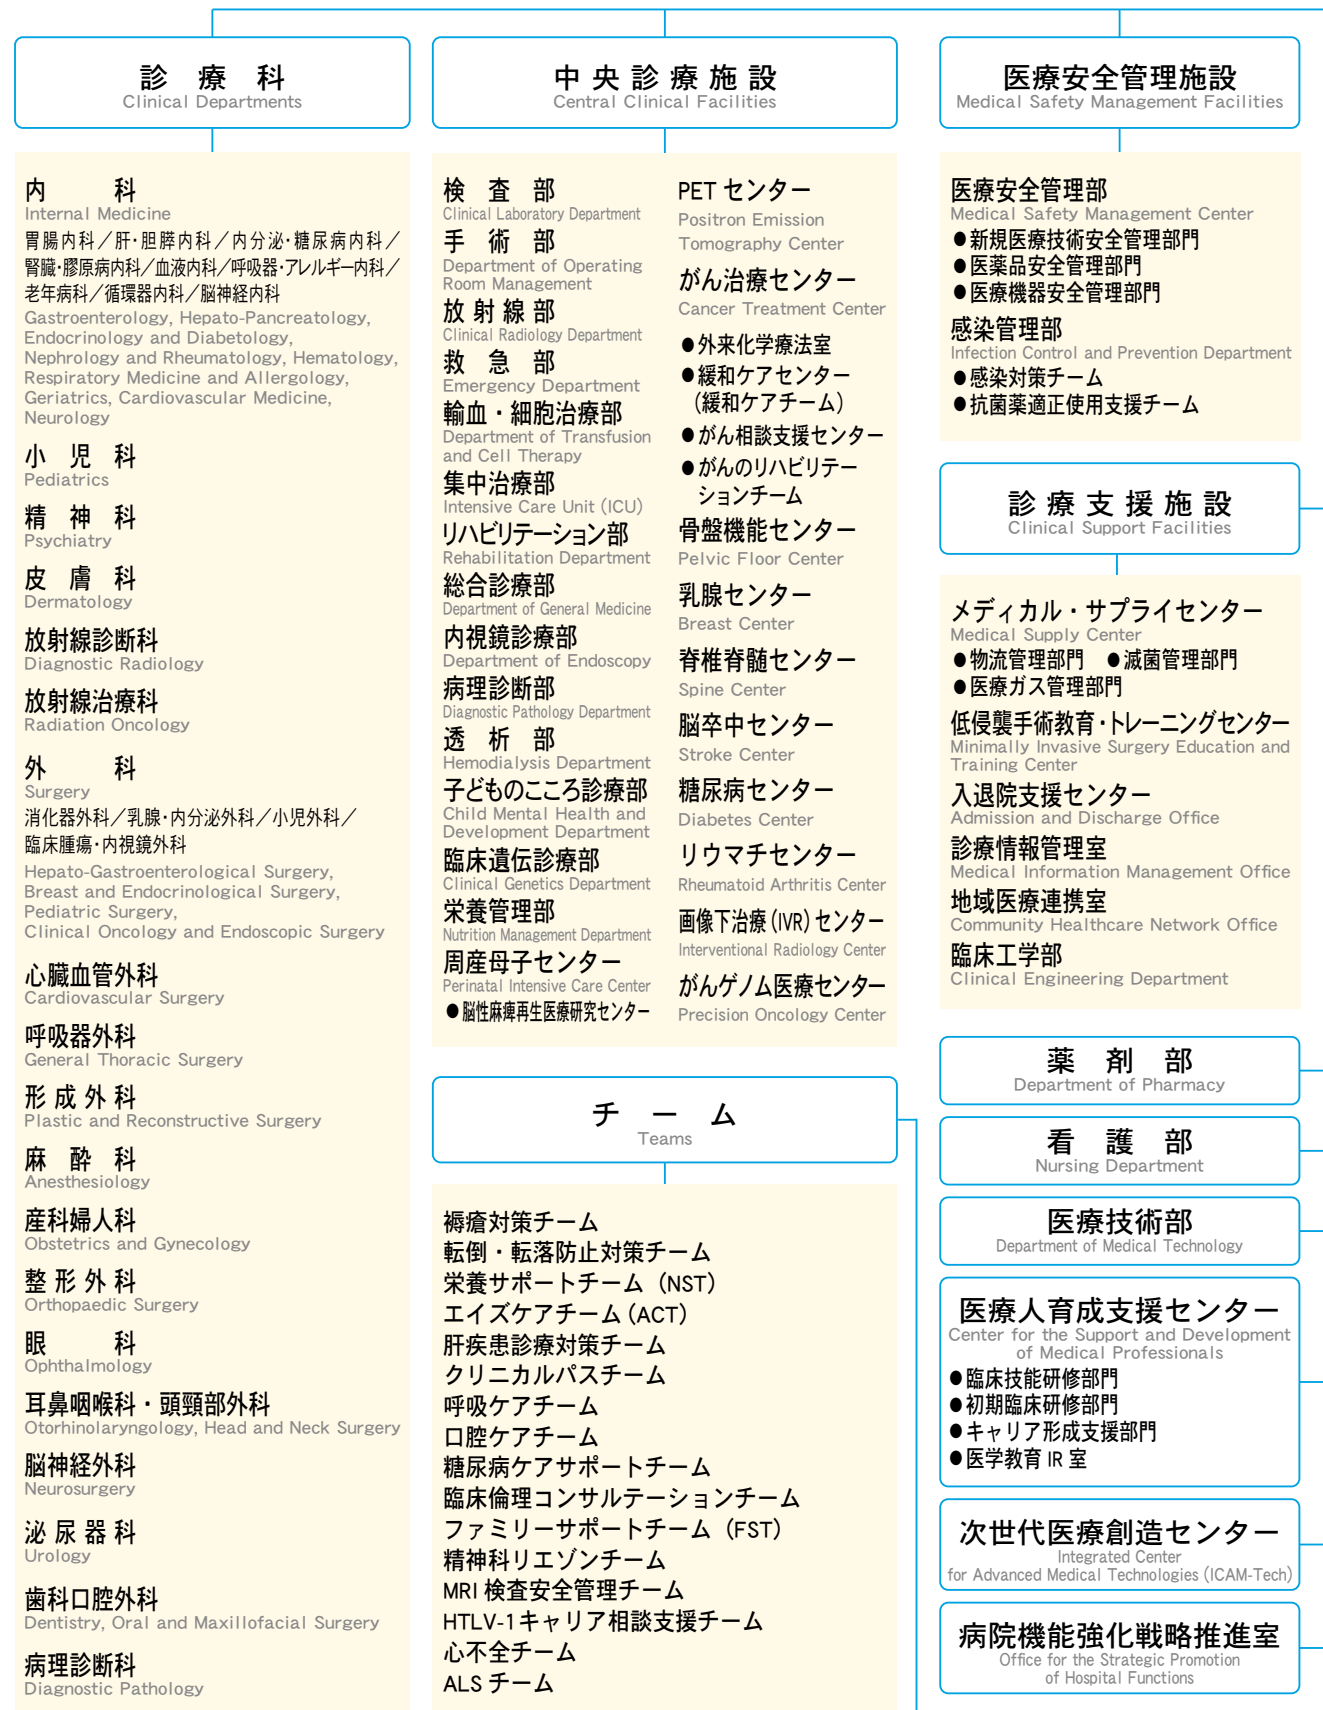 診療科
Clinical Departments
内科
Internal Medicine
胃腸内科／肝・胆膵内科／内分泌・糖尿病内科／
腎臓・膠原病内科／血液内科／呼吸器・アレルギー内科／
老年病科／循環器内科／脳神経内科
Gastroenterology, Hepato-Pancreatology,
Endocrinology and Diabetology,
Nephrology and Rheumatology, Hematology,
Respiratory Medicine and Allergology,
Geriatrics, Cardiovascular Medicine,
Neurology
小児科
Pediatrics
精神科
Psychiatry
皮膚科
Dermatology
放射線診断科
Diagnostic Radiology
放射線治療科
Radiation Oncology
外科
Surgery
消化器外科／乳腺・内分泌外科／小児外科／
臨床腫瘍・内視鏡外科
Hepato-Gastroenterological Surgery,
Breast and Endocrinological Surgery,
Pediatric Surgery,
Clinical Oncology and Endoscopic Surgery
心臓血管外科
Cardiovascular Surgery
呼吸器外科
General Thoracic Surgery
形成外科
Plastic and Reconstructive Surgery
麻酔科
Anesthesiology
産科婦人科
Obstetrics and Gynecology
整形外科
Orthopaedic Surgery
眼科
Ophthalmology
耳鼻咽喉科・頭頸部外科
Otorhinolaryngology, Head and Neck Surgery
脳神経外科
Neurosurgery
泌尿器科
Urology
歯科口腔外科
Dentistry, Oral and Maxillofacial Surgery
病理診断科
Diagnostic Pathology
中央診療施設
Central Clinical Facilities
検査部
Clinical Laboratory Department
手術部
Department of Operating
Room Management
放射線部
Clinical Radiology Department
救急部
Emergency Department
輸血・細胞治療部
Department of Transfusion
and Cell Therapy
集中治療部
Intensive Care Unit (ICU)
リハビリテーション部
Rehabilitation Department
総合診療部
Department of General Medicine
内視鏡診療部
Department of Endoscopy
病理診断部
Diagnostic Pathology Department
透析部
Hemodialysis Department
子どものこころ診療部
Child Mental Health and
Development Department
臨床遺伝診療部
Clinical Genetics Department
栄養管理部
Nutrition Management Department
周産母子センター
Perinatal Intensive Care Center
●脳性麻痺再生医療研究センター
PET センター
Positron Emission
Tomography Center
がん治療センター
Cancer Treatment Center
●外来化学療法室
●緩和ケアセンター
（緩和ケアチーム）
●がん相談支援センター
●がんのリハビリテー
ションチーム
骨盤機能センター
Pelvic Floor Center
乳腺センター
Breast Center
脊椎脊髄センター
Spine Center
脳卒中センター
Stroke Center
糖尿病センター
Diabetes Center
リウマチセンター
Rheumatoid Arthritis Center
画像下治療（IVR）センター
Interventional Radiology Center
がんゲノム医療センター
Precision Oncology Center
チーム
Teams
褥瘡対策チーム
転倒・転落防止対策チーム
栄養サポートチーム（NST）
エイズケアチーム（ACT）
肝疾患診療対策チーム
クリニカルパスチーム
呼吸ケアチーム
口腔ケアチーム
糖尿病ケアサポートチーム
臨床倫理コンサルテーションチーム
ファミリーサポートチーム（FST）
精神科リエゾンチーム
MRI 検査安全管理チーム
HTLV-1キャリア相談支援チーム
心不全チーム
ALS チーム
医療安全管理施設
Medical Safety Management Facilities
医療安全管理部
Medical Safety Management Center
●新規医療技術安全管理部門
●医薬品安全管理部門
●医療機器安全管理部門
感染管理部
Infection Control and Prevention Department
●感染対策チーム
●抗菌薬適正使用支援チーム
診療支援施設
Clinical Support Facilities
メディカル・サプライセンター
Medical Supply Center
●物流管理部門 ●滅菌管理部門
●医療ガス管理部門
低侵襲手術教育・トレーニングセンター
Minimally Invasive Surgery Education and
Training Center
入退院支援センター
Admission and Discharge Office
診療情報管理室
Medical Information Management Office
地域医療連携室
Community Healthcare Network Office
臨床工学部
Clinical Engineering Department
薬剤部
Department of Pharmacy
看護部
Nursing Department
医療技術部
Department of Medical Technology
医療人育成支援センター
Center for the Support and Development
of Medical Professionals
●臨床技能研修部門
●初期臨床研修部門
●キャリア形成支援部門
●医学教育 IR 室
次世代医療創造センター
Integrated Center
for Advanced Medical Technologies (ICAM-Tech)
病院機能強化戦略推進室
Office for the Strategic Promotion
of Hospital Functions